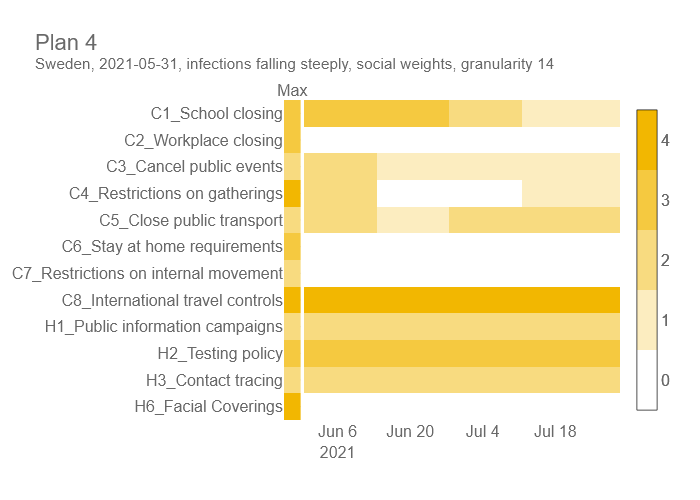 Plan 4
Sweden, 2021-05-31, infections falling steeply, social weights, granularity 14
Max
C1_School closing
C2_Workplace closing
C3_Cancel public events
C4_Restrictions on gatherings
C5_Close public transport
C6_Stay at home requirements
C7_Restrictions on internal movement
C8_International travel controls
H1_Public information campaigns
H2_Testing policy
H3_Contact tracing
H6_Facial Coverings
4
3
2
1
0
Jun 6 Jun 20 Jul 4 Jul 18
2021